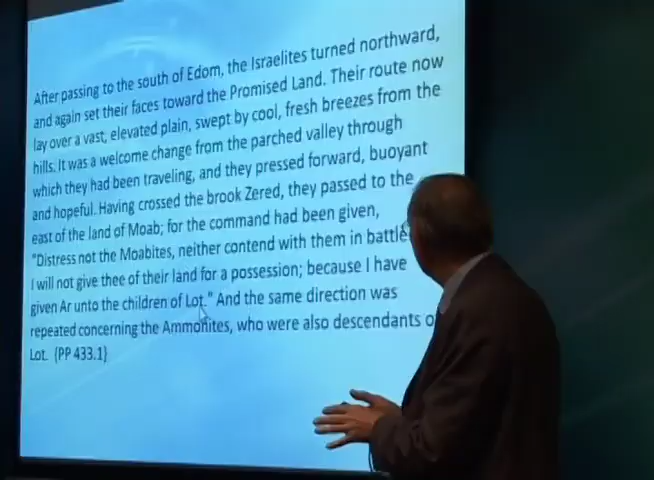 After passing to the south of Edom, the Israelites turned northward,
and again set their faces toward the Promised Land. Their route now
lay over a vast, elevated plain, swept by cool, fresh breezes from the
hills. It was a welcome change from the parched valley through
which they had been traveling, and they pressed forward, buoyant
and hopeful. Having crossed the brook Zered, they passed to the
east of the land of Moab; for the command had been given,
"Distress not the Moabites, neither contend with them in battle
I will not give thee of their land for a possession; because I have
given Ar unto the children of Lot." And the same direction was
repeated concerning the Ammonites, who were also descendants o
Lot. {PP 433.1}